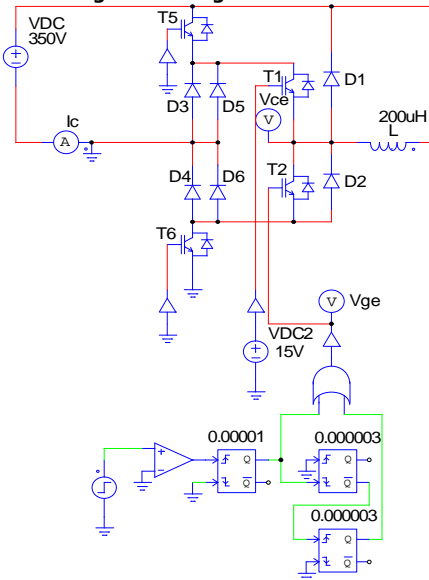 T5
VDC
350V
T1
D1
D3
D5
Vce
V
Ic
A
200uH
L
T2
D4
D6
D2
T6
V
Vge
VDC2
15V
0.00001
0.000003
Q
Q
Q
Q
0.000003
Q
Q